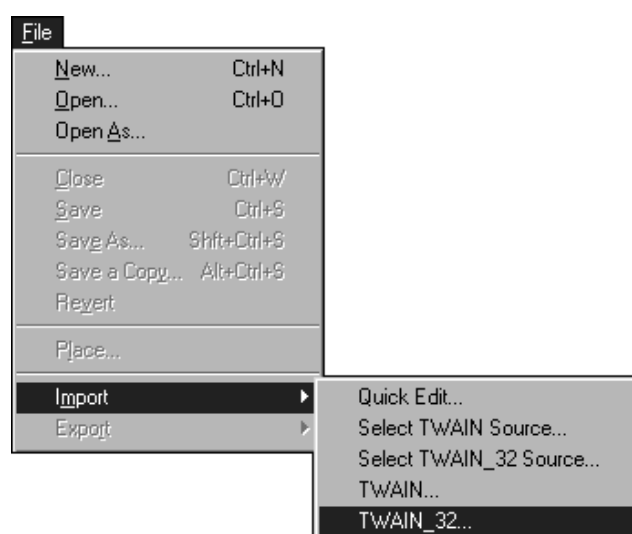 File
New... Ctrl+N
Open... Ctrl+O
Open As...
Close Ctrl+W
Save Ctrl+S
Save As... Shft+Ctrl+S
Save a Copy... Alt+Ctrl+S
Revert
Place...
Import
Export
Quick Edit...
Select TWAIN Source...
Select TWAIN_32 Source...
TWAIN...
TWAIN_32...